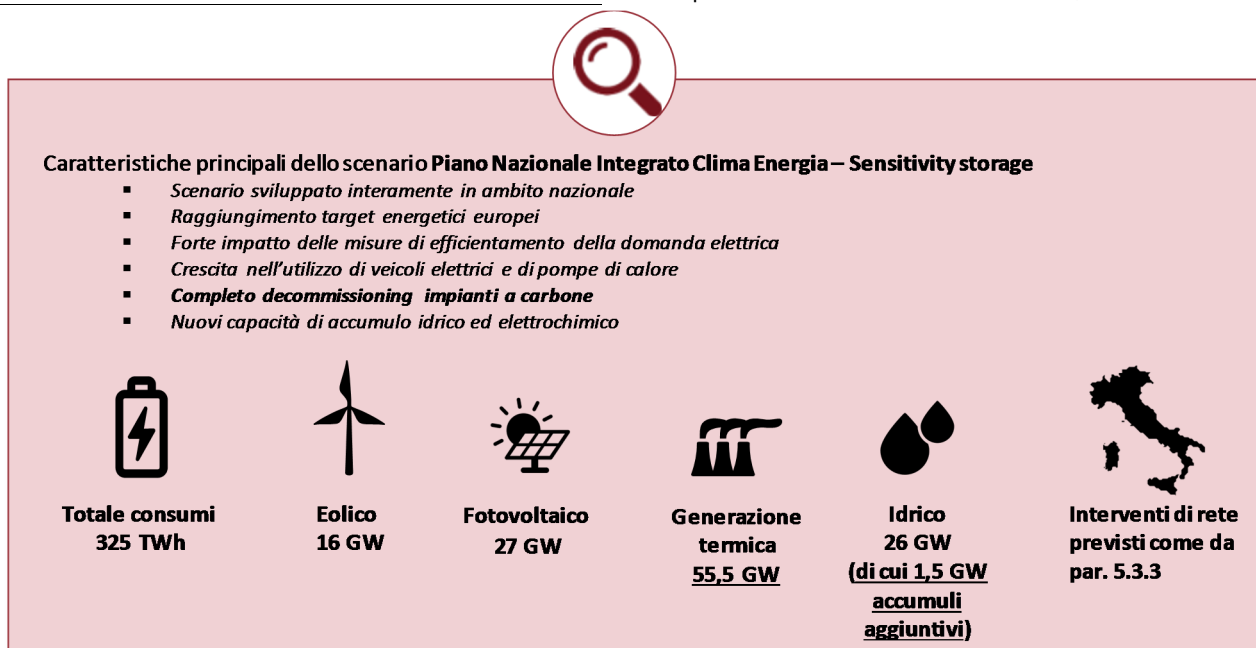 Caratteristiche principali dello scenario Piano Nazionale Integrato Clima Energia – Sensitivity storage
▪ Scenario sviluppato interamente in ambito nazionale
▪ Raggiungimento target energetici europei
▪ Forte impatto delle misure di efficientamento della domanda elettrica
▪ Crescita nell'utilizzo di veicoli elettrici e di pompe di calore
▪ Completo decommissioning impianti a carbone
▪ Nuovi capacità di accumulo idrico ed elettrochimico
Totale consumi
325 TWh
Eolico
16 GW
Fotovoltaico
27 GW
Generazione
termica
55,5 GW
Idrico
26 GW
(di cui 1,5 GW
accumuli
aggiuntivi)
Interventi di rete
previsti come da
par. 5.3.3